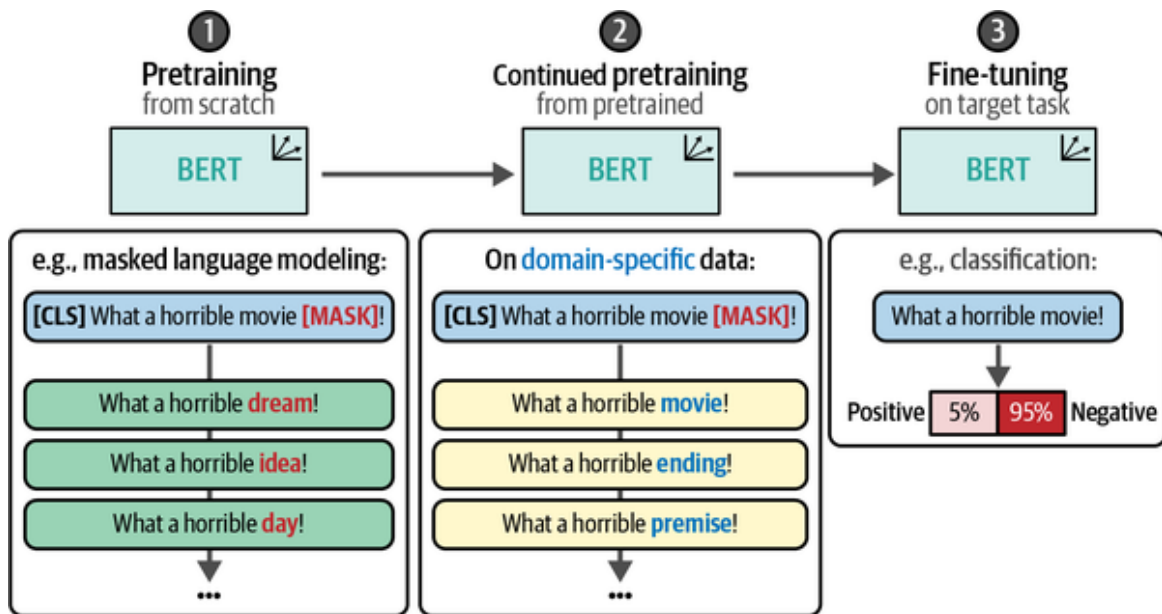 1
Pretraining
from scratch
BERT
2
Continued pretraining
from pretrained
BERT
3
Fine-tuning
on target task
BERT
e.g., masked language modeling:
[CLS] What a horrible movie [MASK]!
What a horrible dream!
What a horrible idea!
What a horrible day!
...
On domain-specific data:
[CLS] What a horrible movie [MASK]!
What a horrible movie!
What a horrible ending!
What a horrible premise!
...
e.g., classification:
What a horrible movie!
Positive 5% 95% Negative